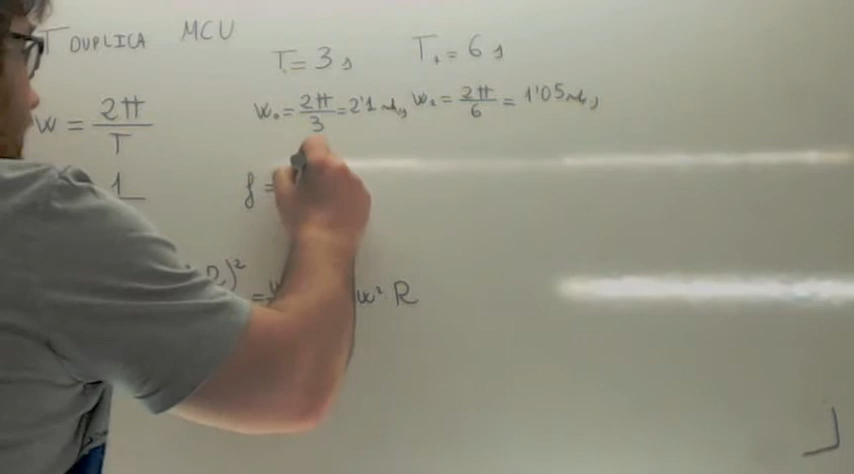 T DUPLICA MCU
T = 3 s T₁ = 6 s
W = 2π / T
W₀ = 2π / 3 = 2'1 rad/s W₁ = 2π / 6 = 1'05 rad/s
1
f =
R)² =
w² R